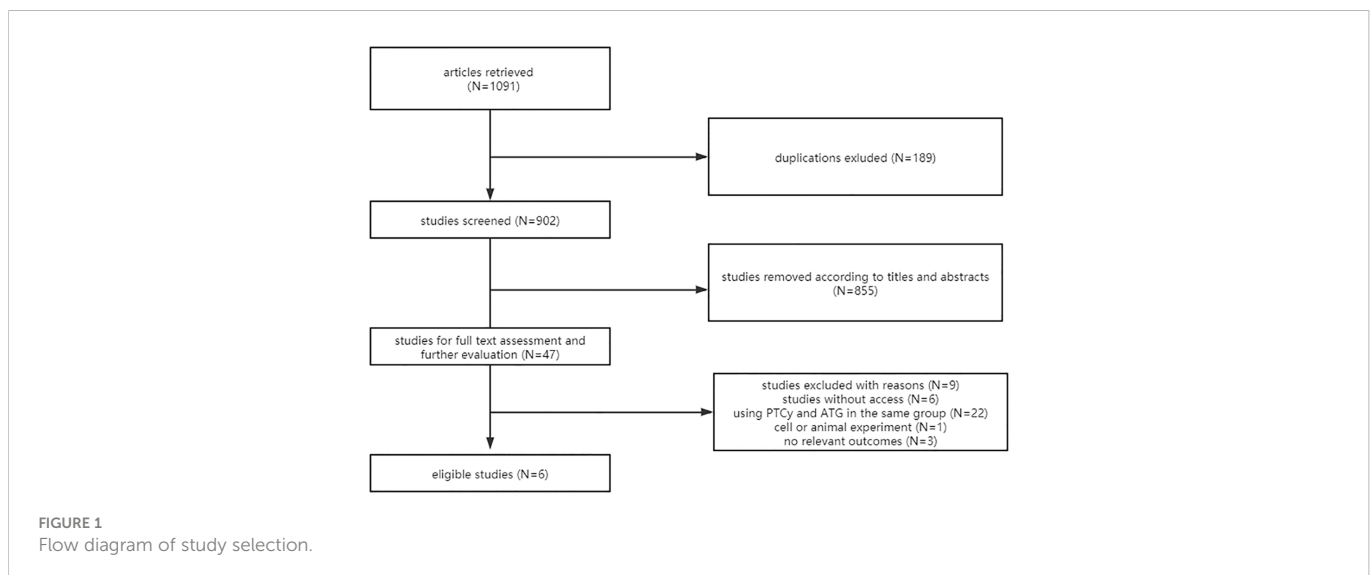 articles retrieved
(N=1091)
duplications exluded (N=189)
studies screened (N=902)
studies removed according to titles and abstracts
(N=855)
studies for full text assessment and
further evaluation (N=47)
studies excluded with reasons (N=9)
studies without access (N=6)
using PTCy and ATG in the same group (N=22)
cell or animal experiment (N=1)
no relevant outcomes (N=3)
eligible studies (N=6)
FIGURE 1
Flow diagram of study selection.